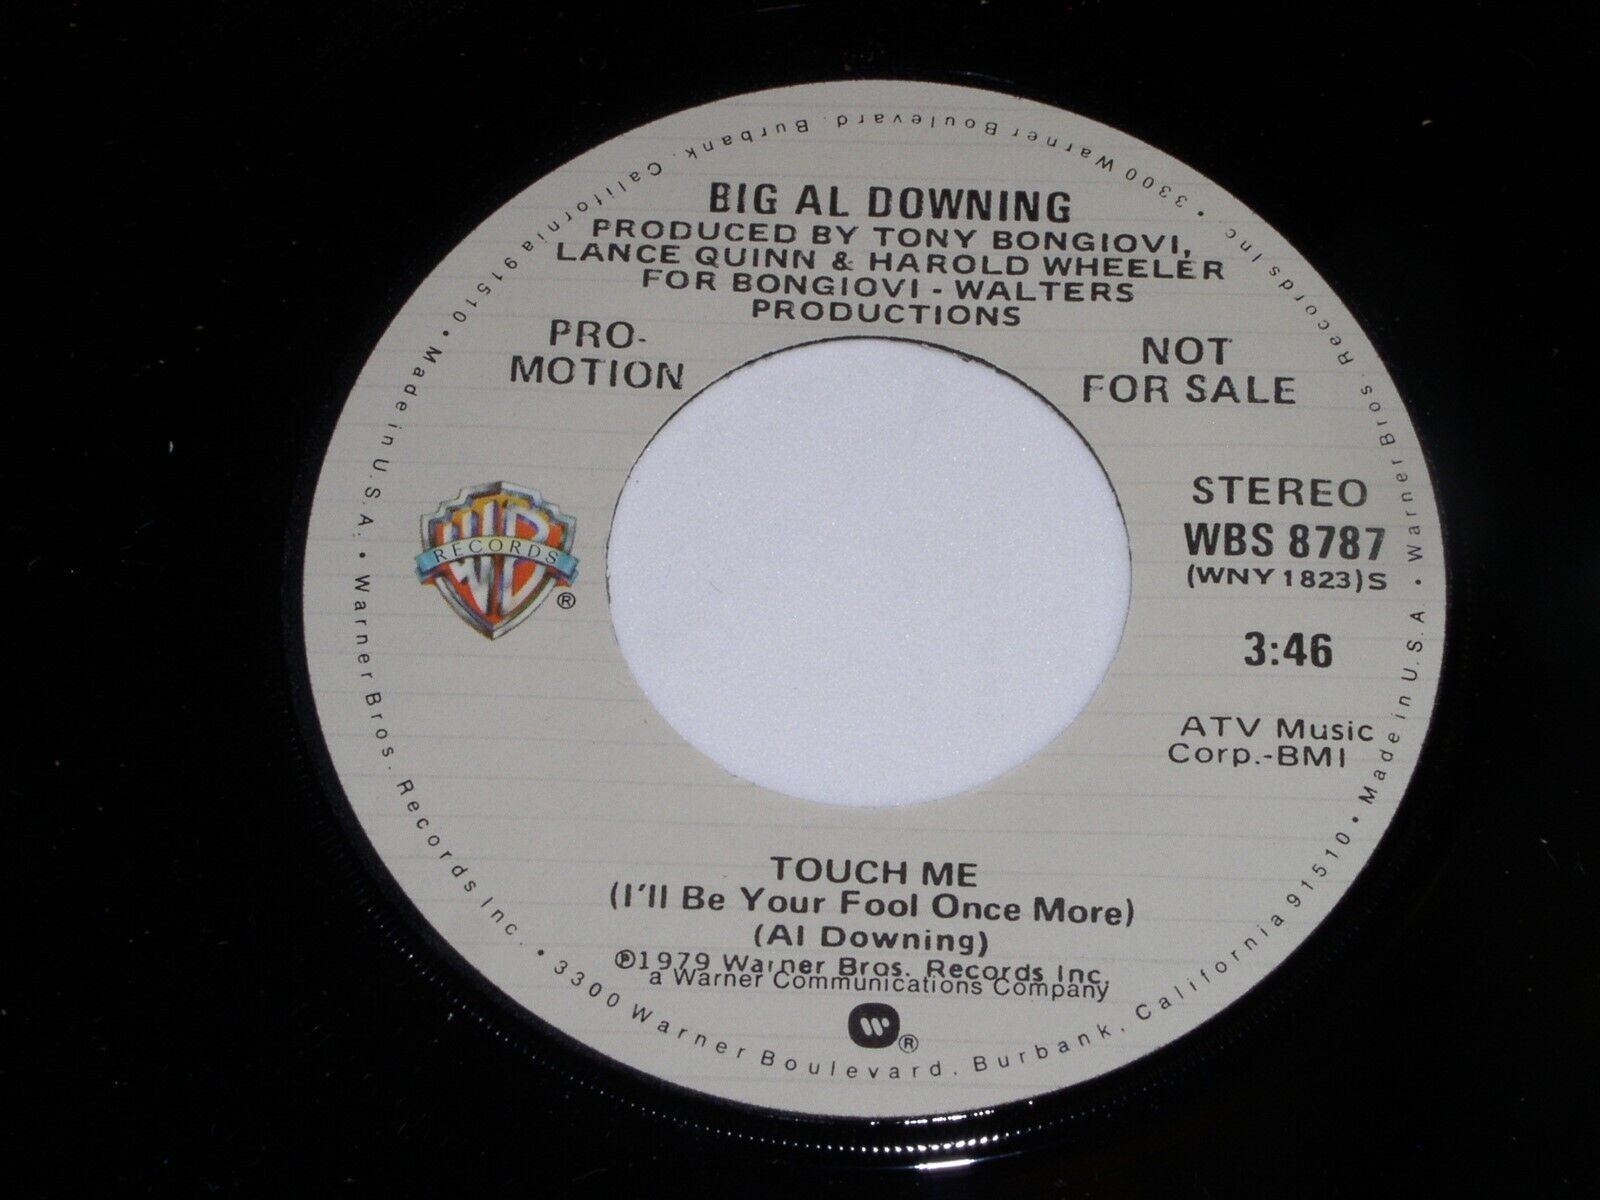 BIG AL DOWNING
PRODUCED BY TONY BONGIOVI,
LANCE QUINN & HAROLD WHEELER
FOR BONGIOVI - WALTERS
PRODUCTIONS
PRO-
MOTION
NOT
FOR SALE
WB
RECORDS
®
STEREO
WBS 8787
(WNY 1823)S
3:46
ATV Music
Corp.-BMI
TOUCH ME
(I'll Be Your Fool Once More)
(Al Downing)
℗1979 Warner Bros. Records Inc.
a Warner Communications Company
®
• Warner Bros. Records Inc. • 3300 Warner Boulevard. Burbank. California 91510 • Made in U.S.A. • Warner Bros. Records Inc. • 3300 Warner Boulevard. Burbank. California 91510 • Made in U.S.A.